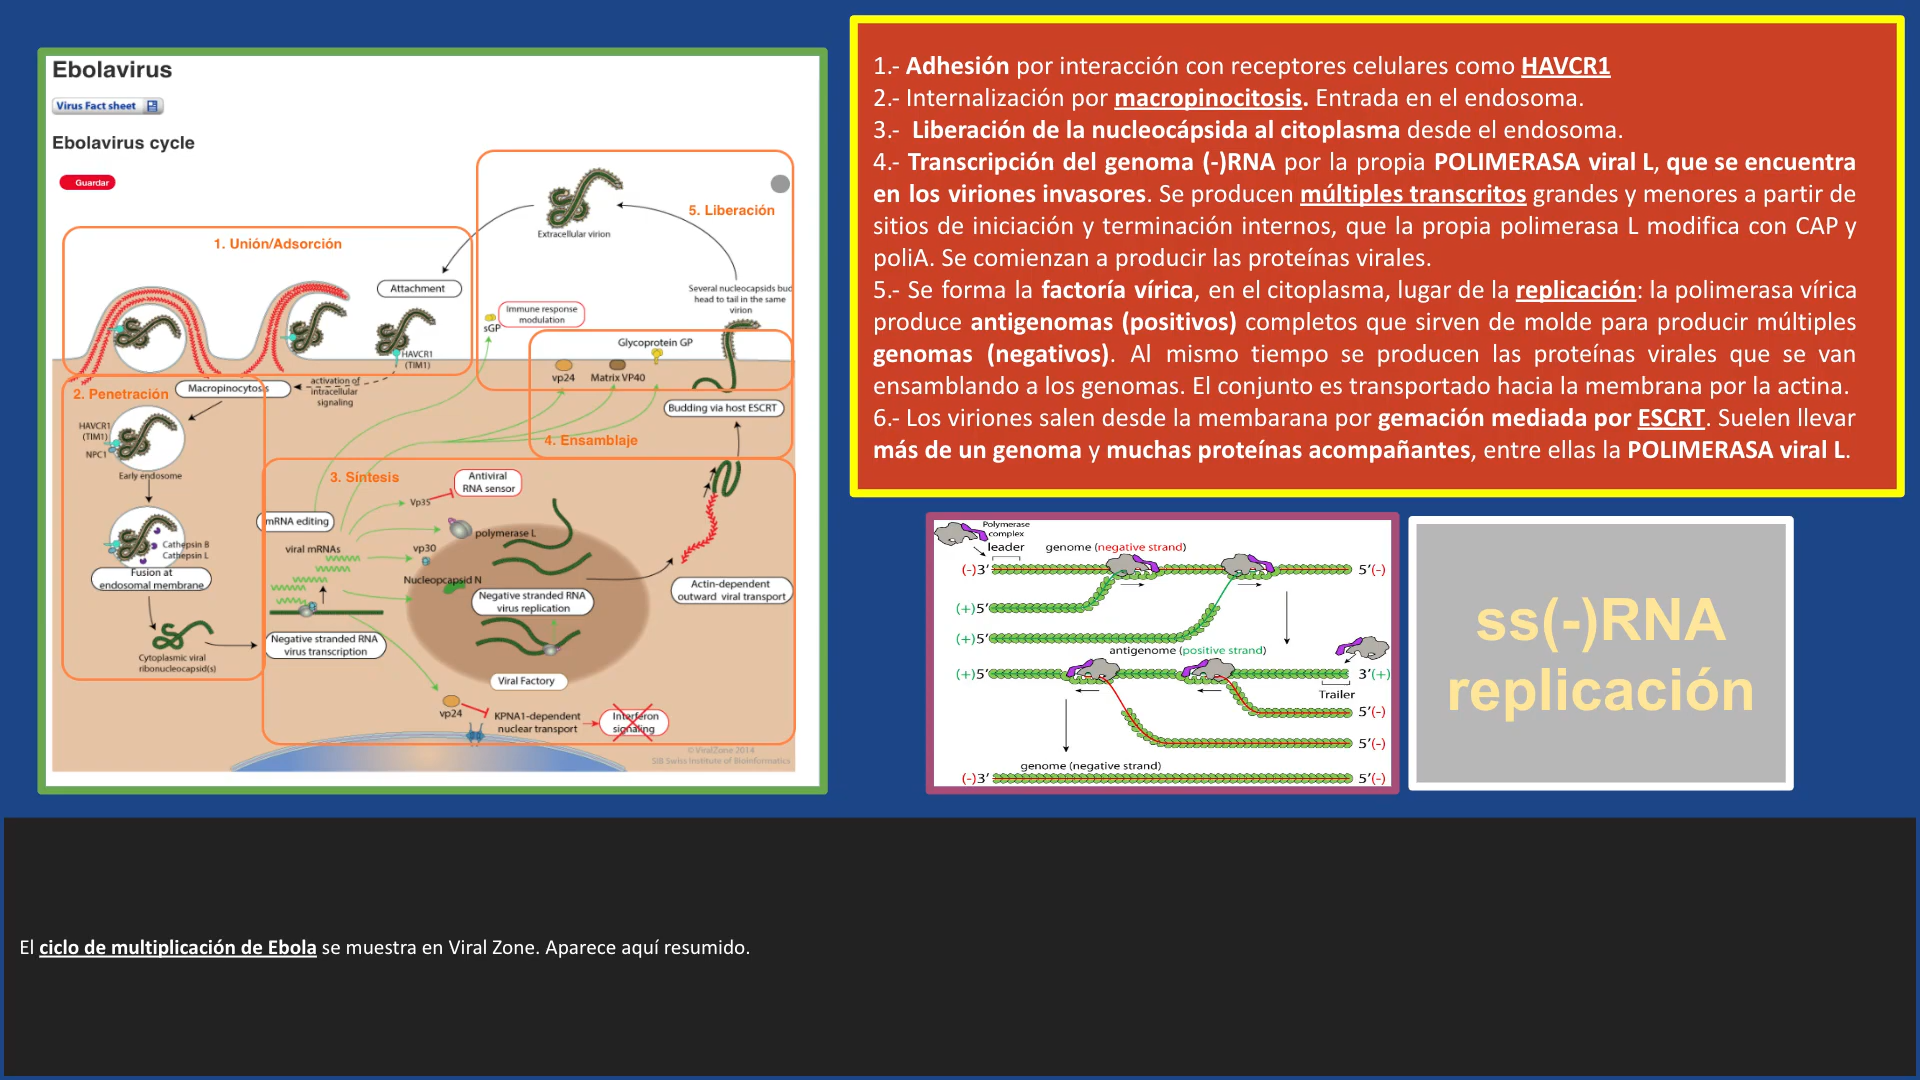 Ebolavirus
Virus Fact sheet
Ebolavirus cycle
Guardar
5. Liberación
Extracellular virion
1. Unión/Adsorción
Attachment
Several nucleocapsids bud
head to tail in the same
virion
Immune response
modulation
sGP
HAVCR1
(TIM1)
Glycoprotein GP
vp24
Matrix VP40
Macropinocytosis
activation of
intracellular
signaling
2. Penetración
Budding via host ESCRT
4. Ensamblaje
HAVCR1
(TIM1)
NPC1
Early endosome
3. Síntesis
Antiviral
RNA sensor
Vp35
mRNA editing
polymerase L
viral mRNAs
vp30
Cathepsin B
Cathepsin L
Fusion at
endosomal membrane
Nucleopcapsid N
Negative stranded RNA
virus replication
Actin-dependent
outward viral transport
Negative stranded RNA
virus transcription
Cytoplasmic viral
ribonucleocapsid(s)
Viral Factory
vp24
KPNA1-dependent
nuclear transport
Interferon
signaling
© ViralZone 2014
SIB Swiss Institute of Bioinformatics
1.- Adhesión por interacción con receptores celulares como HAVCR1
2.- Internalización por macropinocitosis. Entrada en el endosoma.
3.- Liberación de la nucleocápsida al citoplasma desde el endosoma.
4.- Transcripción del genoma (-)RNA por la propia POLIMERASA viral L, que se encuentra
en los viriones invasores. Se producen múltiples transcritos grandes y menores a partir de
sitios de iniciación y terminación internos, que la propia polimerasa L modifica con CAP y
poliA. Se comienzan a producir las proteínas virales.
5.- Se forma la factoría vírica, en el citoplasma, lugar de la replicación: la polimerasa vírica
produce antigenomas (positivos) completos que sirven de molde para producir múltiples
genomas (negativos). Al mismo tiempo se producen las proteínas virales que se van
ensamblando a los genomas. El conjunto es transportado hacia la membrana por la actina.
6.- Los viriones salen desde la membarana por gemación mediada por ESCRT. Suelen llevar
más de un genoma y muchas proteínas acompañantes, entre ellas la POLIMERASA viral L.
Polymerase
complex
leader
genome (negative strand)
(-)3’ 5’(-)
(+)5’
(+)5’
antigenome (positive strand)
(+)5’ 3’(+)
Trailer
5’(-)
5’(-)
genome (negative strand)
(-)3’ 5’(-)
ss(-)RNA
replicación
El ciclo de multiplicación de Ebola se muestra en Viral Zone. Aparece aquí resumido.